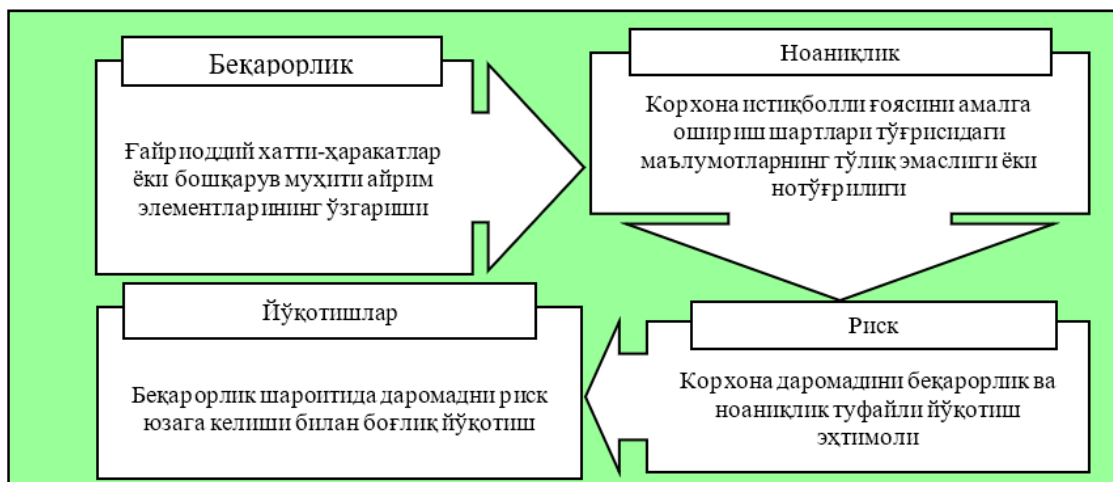 Беқарорлик
Ғайриоддий хатти-ҳаракатлар
ёки бошқарув муҳити айрим
элементларининг ўзгариши
Ноаниқлик
Корхона истиқболли ғоясини амалга
ошириш шартлари тўғрисидаги
маълумотларнинг тўлиқ эмаслиги ёки
нотўғрилиги
Риск
Корхона даромадини беқарорлик ва
ноаниқлик туфайли йўқотиш
эҳтимоли
Йўқотишлар
Беқарорлик шароитида даромадни риск
юзага келиши билан боғлиқ йўқотиш